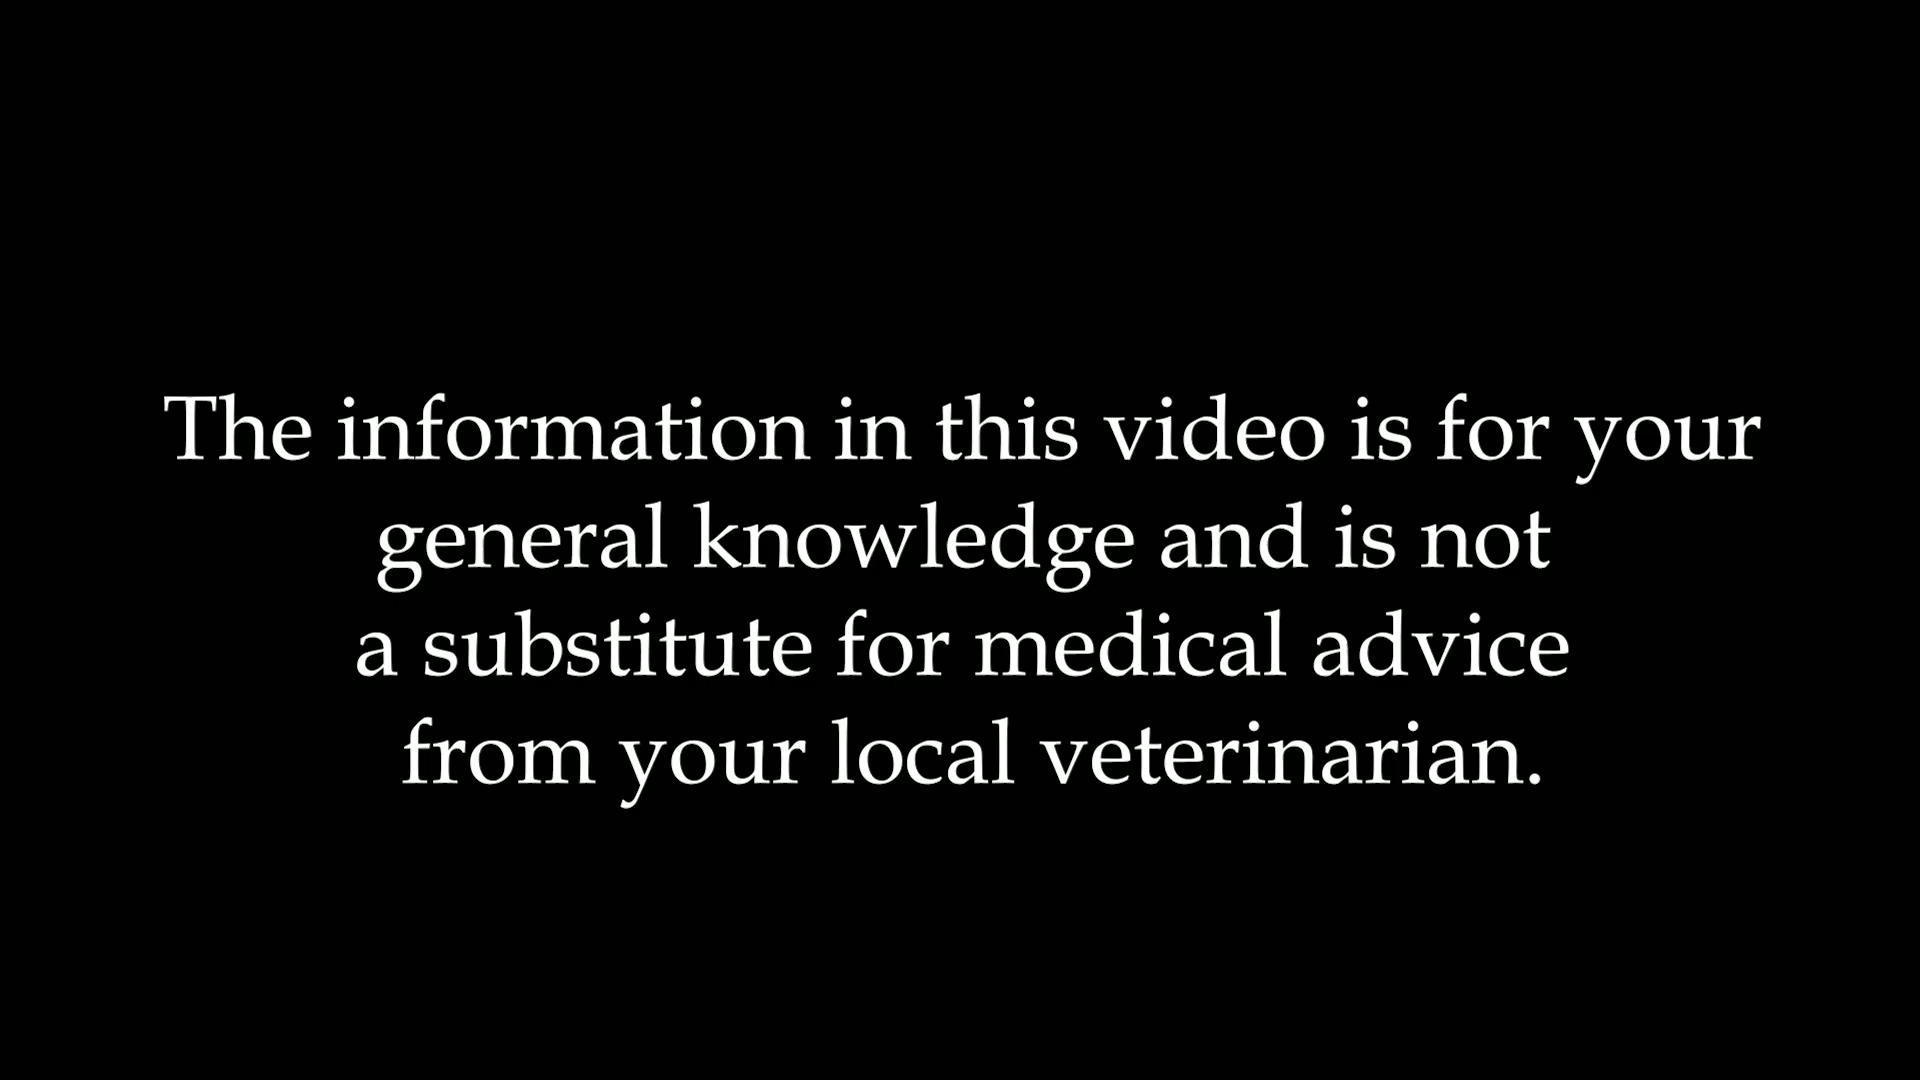 The information in this video is for your
general knowledge and is not
a substitute for medical advice
from your local veterinarian.